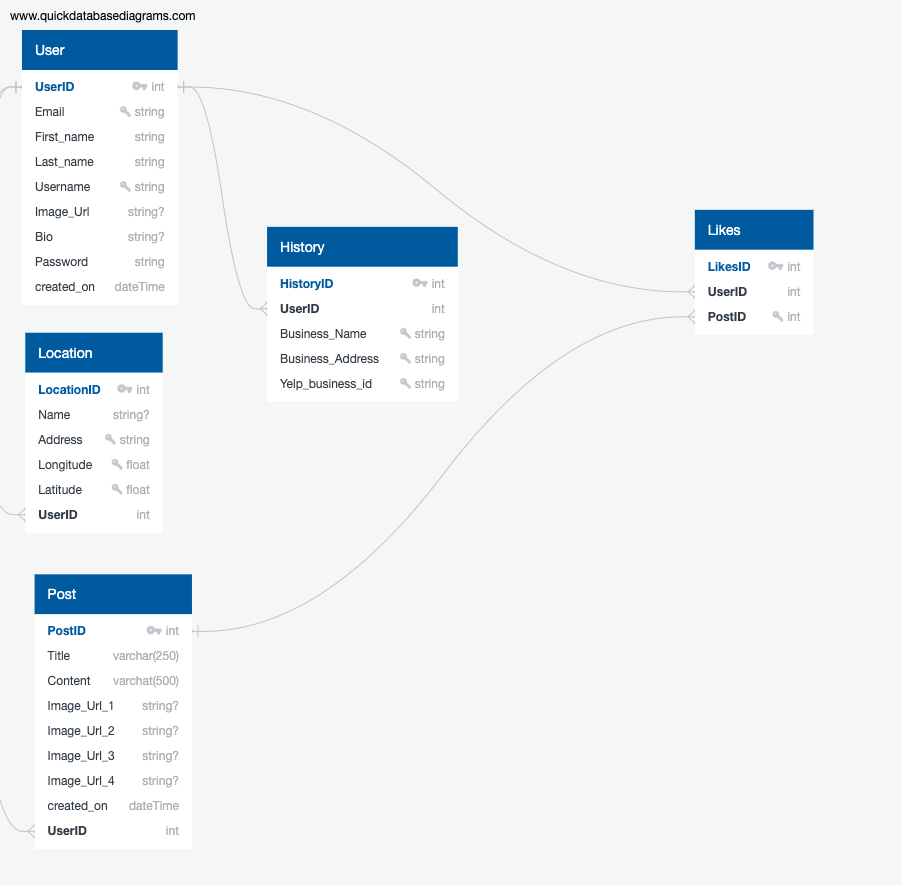 www.quickdatabasediagrams.com
User
UserID int
Email string
First_name string
Last_name string
Username string
Image_Url string?
Bio string?
Password string
created_on dateTime
History
HistoryID int
UserID int
Business_Name string
Business_Address string
Yelp_business_id string
Likes
LikesID int
UserID int
PostID int
Location
LocationID int
Name string?
Address string
Longitude float
Latitude float
UserID int
Post
PostID int
Title varchar(250)
Content varchat(500)
Image_Url_1 string?
Image_Url_2 string?
Image_Url_3 string?
Image_Url_4 string?
created_on dateTime
UserID int